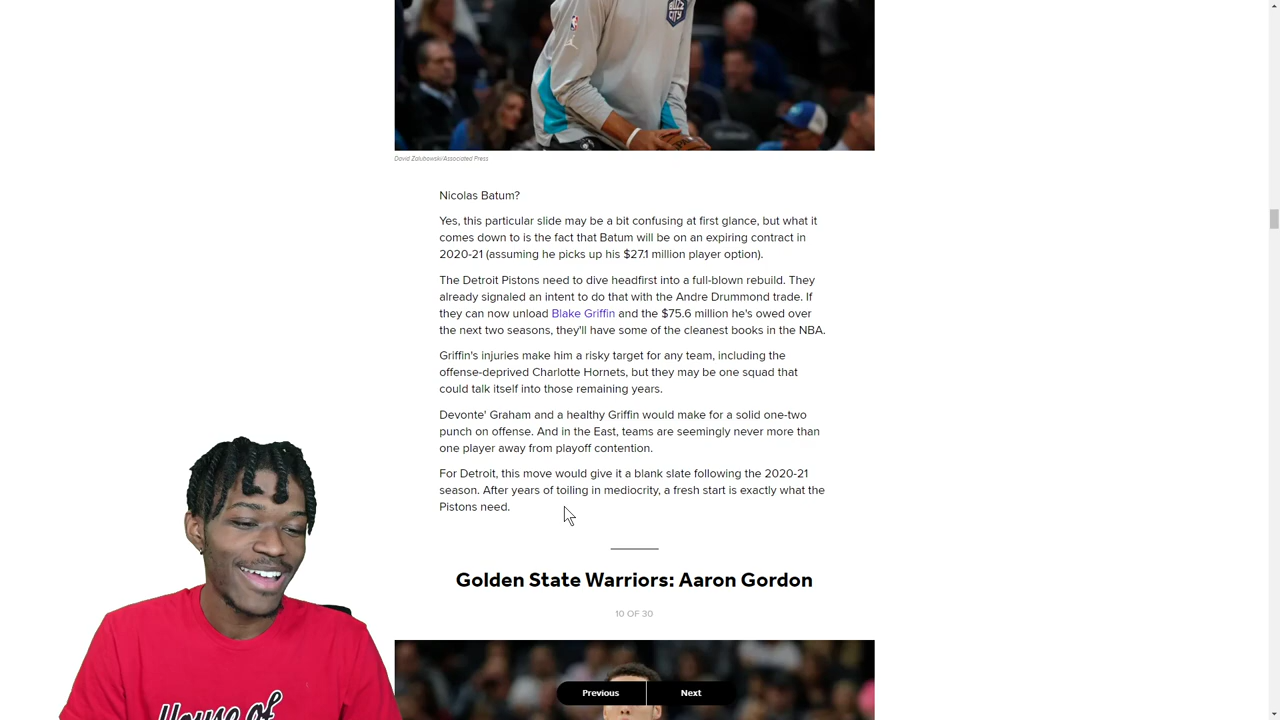 BUZZ
CITY
David Zalubowski/Associated Press
Nicolas Batum?
Yes, this particular slide may be a bit confusing at first glance, but what it
comes down to is the fact that Batum will be on an expiring contract in
2020-21 (assuming he picks up his $27.1 million player option).
The Detroit Pistons need to dive headfirst into a full-blown rebuild. They
already signaled an intent to do that with the Andre Drummond trade. If
they can now unload Blake Griffin and the $75.6 million he's owed over
the next two seasons, they'll have some of the cleanest books in the NBA.
Griffin's injuries make him a risky target for any team, including the
offense-deprived Charlotte Hornets, but they may be one squad that
could talk itself into those remaining years.
Devonte' Graham and a healthy Griffin would make for a solid one-two
punch on offense. And in the East, teams are seemingly never more than
one player away from playoff contention.
For Detroit, this move would give it a blank slate following the 2020-21
season. After years of toiling in mediocrity, a fresh start is exactly what the
Pistons need.
Golden State Warriors: Aaron Gordon
10 OF 30
Previous
Next
House of